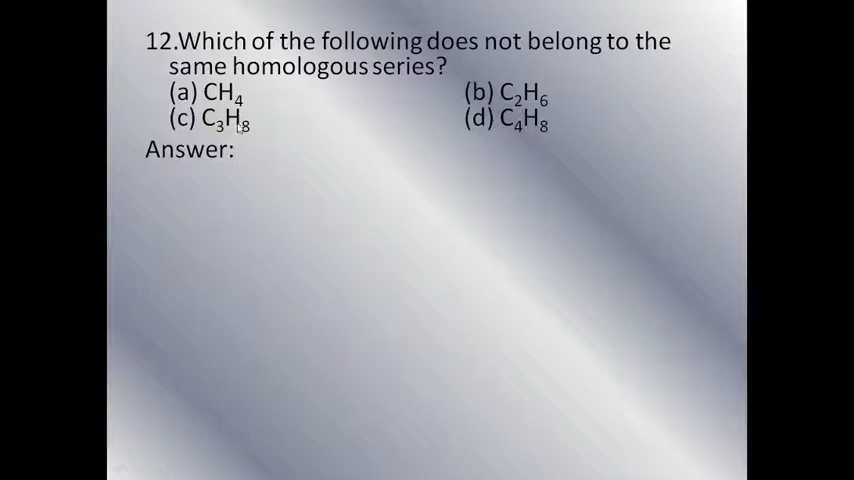 12.Which of the following does not belong to the
same homologous series?
(a) CH₄ (b) C₂H₆
(c) C₃H₈ (d) C₄H₈
Answer: